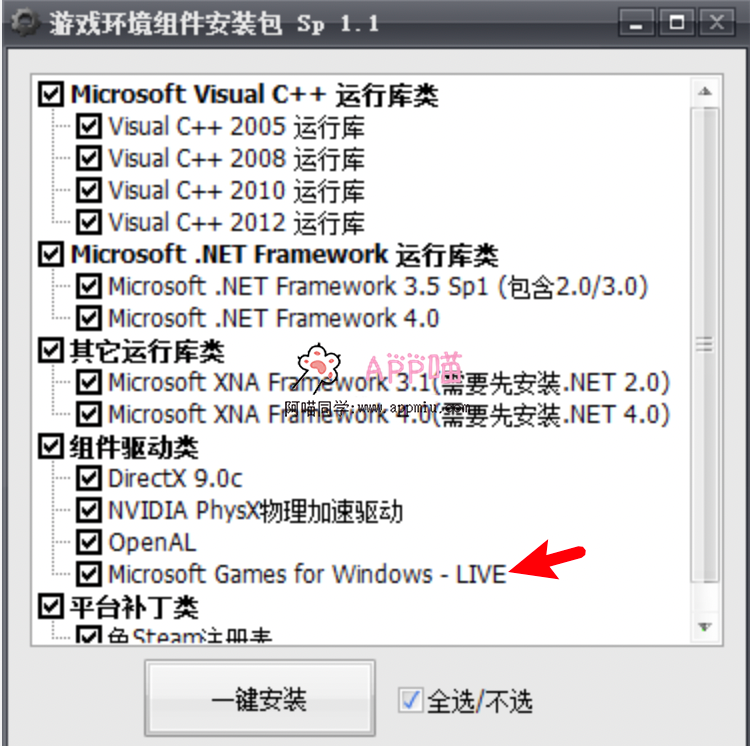 游戏环境组件安装包 Sp 1.1
Microsoft Visual C++ 运行库类
Visual C++ 2005 运行库
Visual C++ 2008 运行库
Visual C++ 2010 运行库
Visual C++ 2012 运行库
Microsoft .NET Framework 运行库类
Microsoft .NET Framework 3.5 Sp1 (包含2.0/3.0)
Microsoft .NET Framework 4.0
其它运行库类
APP喵
Microsoft XNA Framework 3.1(需要先安装.NET 2.0)
阿喵同学:www.appmiu.com
Microsoft XNA Framework 4.0(需要先安装.NET 4.0)
组件驱动类
DirectX 9.0c
NVIDIA PhysX物理加速驱动
OpenAL
Microsoft Games for Windows - LIVE
平台补丁类
Steam注册表
一键安装
全选/不选